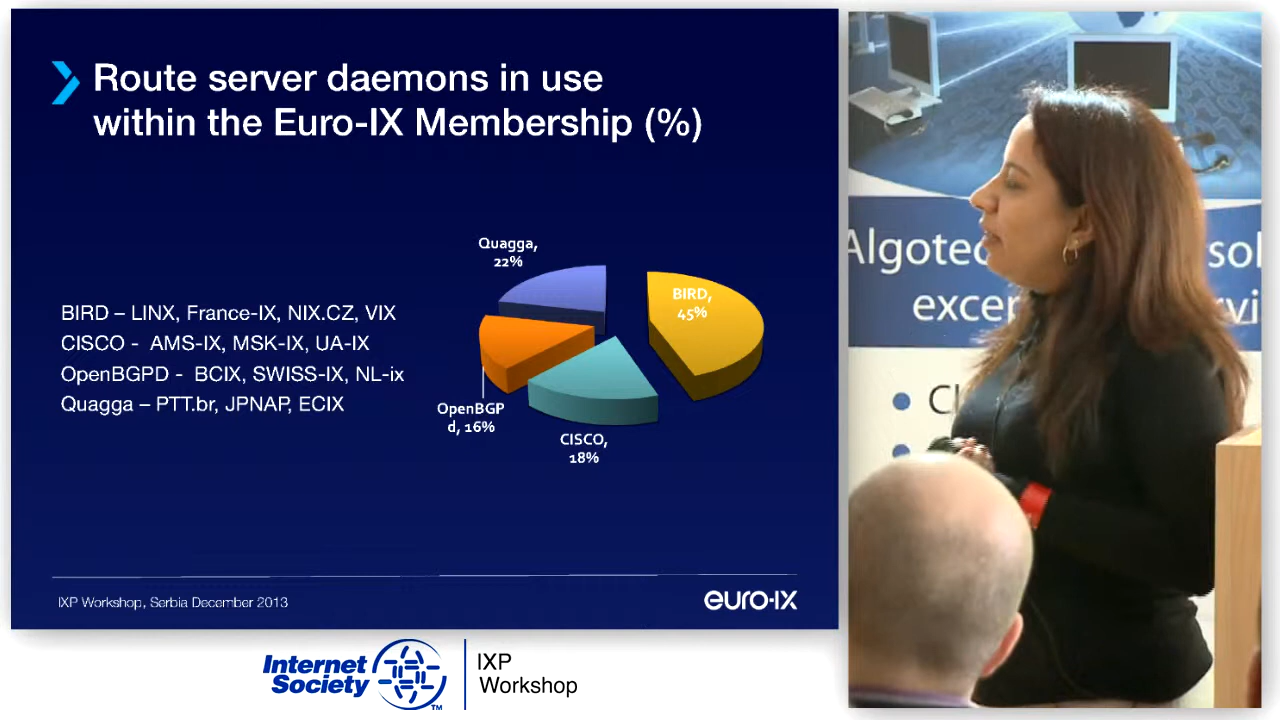 Route server daemons in use
within the Euro-IX Membership (%)
Quagga,
22%
BIRD,
45%
BIRD – LINX, France-IX, NIX.CZ, VIX
CISCO - AMS-IX, MSK-IX, UA-IX
OpenBGPD - BCIX, SWISS-IX, NL-ix
Quagga – PTT.br, JPNAP, ECIX
OpenBGP
d, 16%
CISCO,
18%
IXP Workshop, Serbia December 2013
euro-ix
Internet
Society
TM
IXP
Workshop